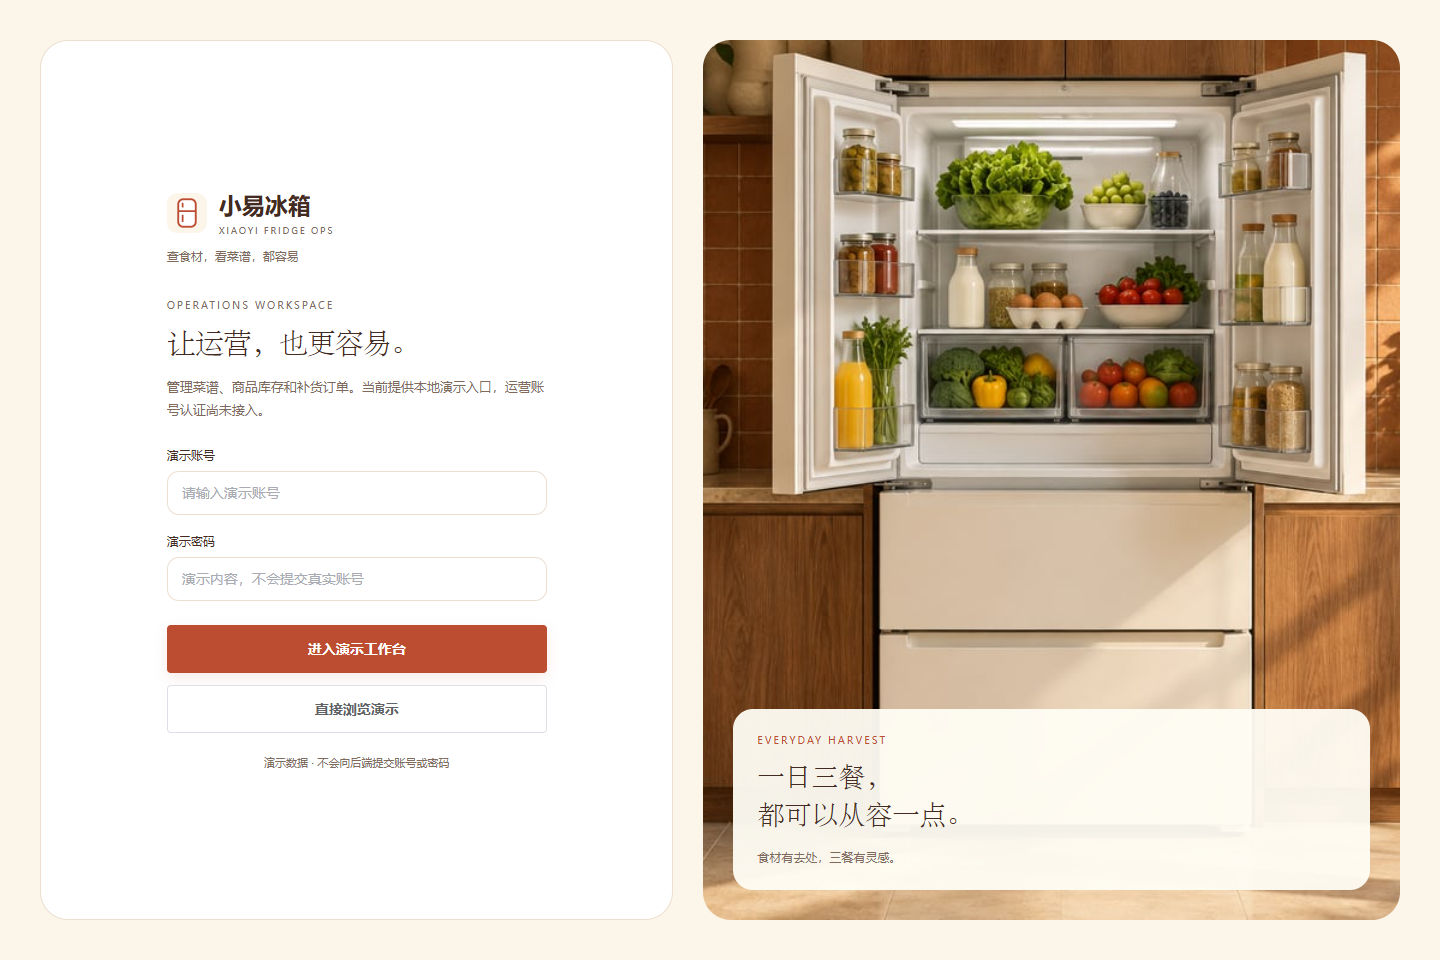 小易冰箱
XIAOYI FRIDGE OPS
查食材，看菜谱，都容易
OPERATIONS WORKSPACE
让运营，也更容易。
管理菜谱、商品库存和补货订单。当前提供本地演示入口，运营账
号认证尚未接入。
演示账号
请输入演示账号
演示密码
演示内容，不会提交真实账号
进入演示工作台
直接浏览演示
演示数据 · 不会向后端提交账号或密码
EVERYDAY HARVEST
一日三餐，
都可以从容一点。
食材有去处，三餐有灵感。